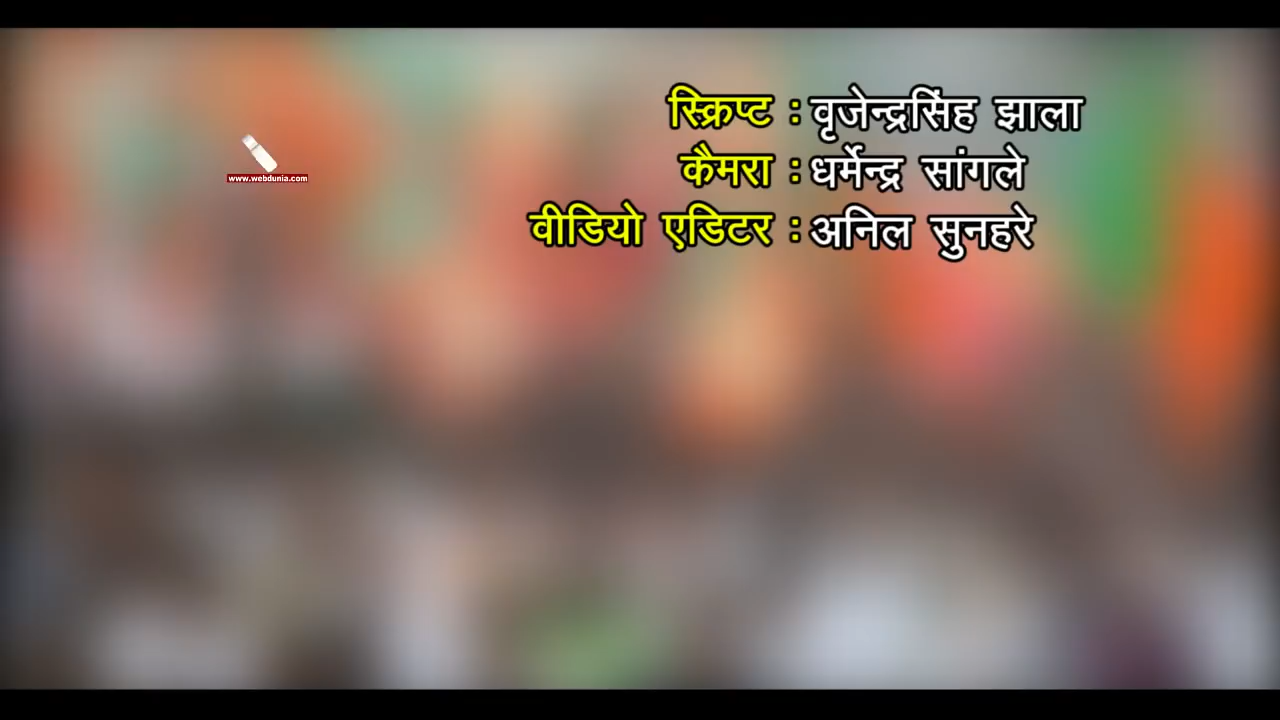 स्क्रिप्ट : वृजेन्द्रसिंह झाला
www.webdunia.com
कैमरा : धर्मेन्द्र सांगले
वीडियो एडिटर : अनिल सुनहरे